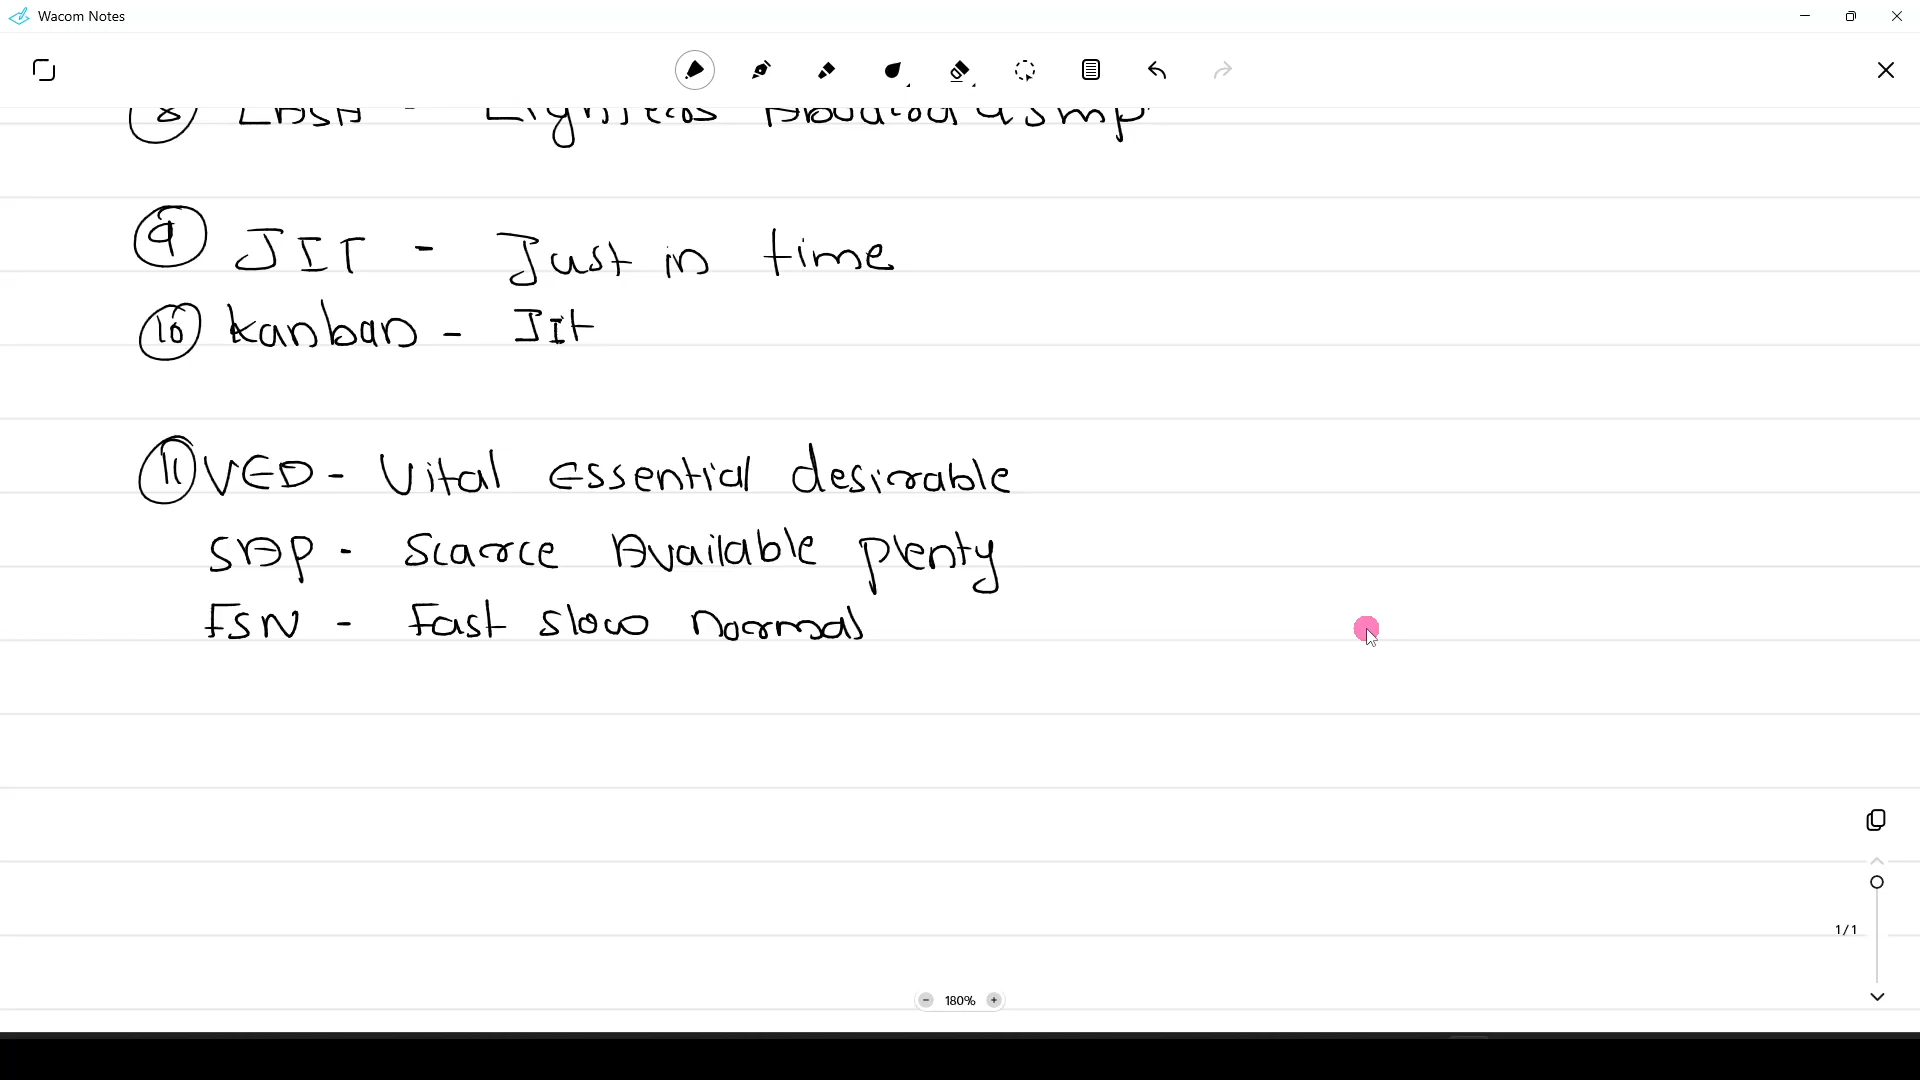 Wacom Notes
⑨ JIT - Just in time
⑩ Kanban - JIt
⑪ VED - Vital Essential desirable
SAP - Scarce Available plenty
FSN - Fast slow Normal
1/1
180%